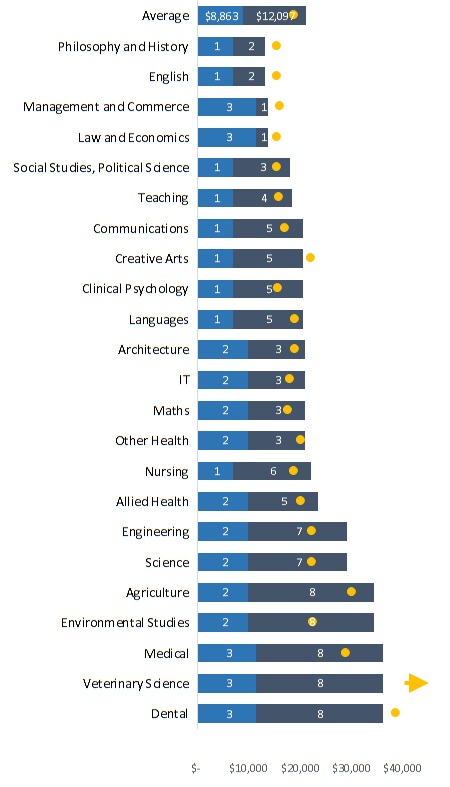 Average $8,863 $12,097
Philosophy and History 1 2
English 1 2
Management and Commerce 3 1
Law and Economics 3 1
Social Studies, Political Science 1 3
Teaching 1 4
Communications 1 5
Creative Arts 1 5
Clinical Psychology 1 5
Languages 1 5
Architecture 2 3
IT 2 3
Maths 2 3
Other Health 2 3
Nursing 1 6
Allied Health 2 5
Engineering 2 7
Science 2 7
Agriculture 2 8
Environmental Studies 2 8
Medical 3 8
Veterinary Science 3 8
Dental 3 8
$- $10,000 $20,000 $30,000 $40,000